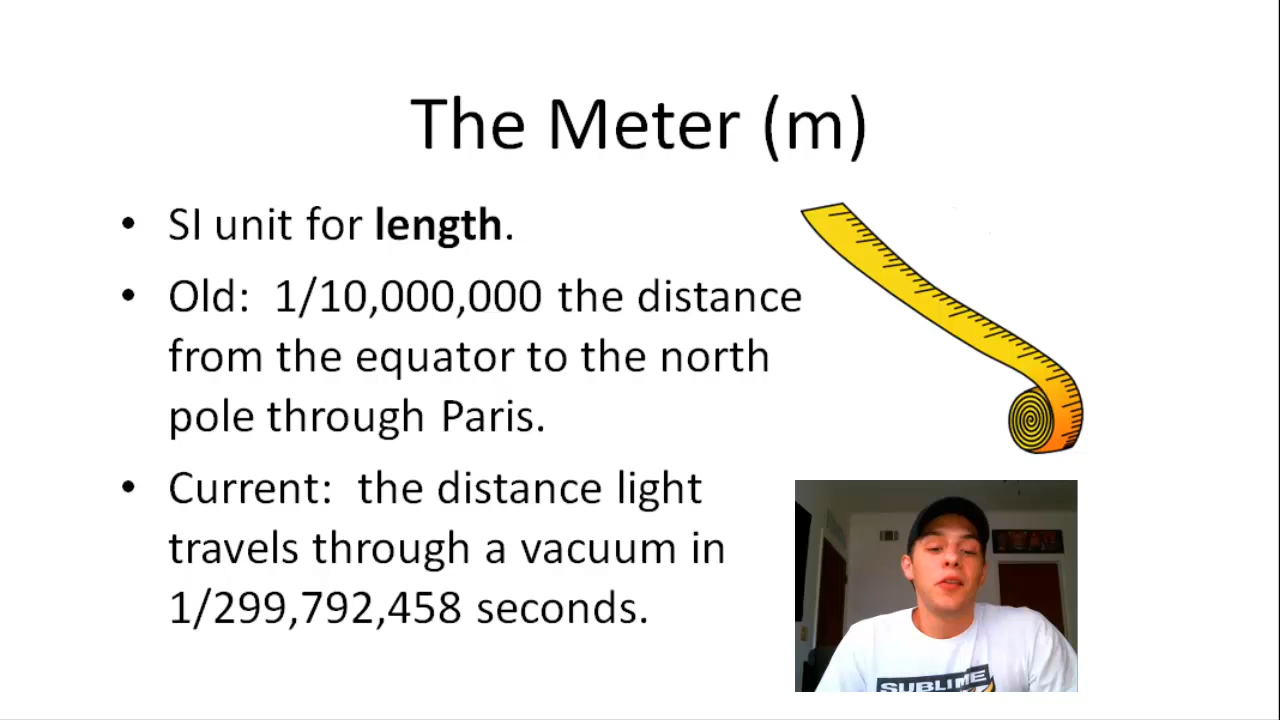 The Meter (m)
• SI unit for length.
• Old: 1/10,000,000 the distance
from the equator to the north
pole through Paris.
• Current: the distance light
travels through a vacuum in
1/299,792,458 seconds.
SUBLIME